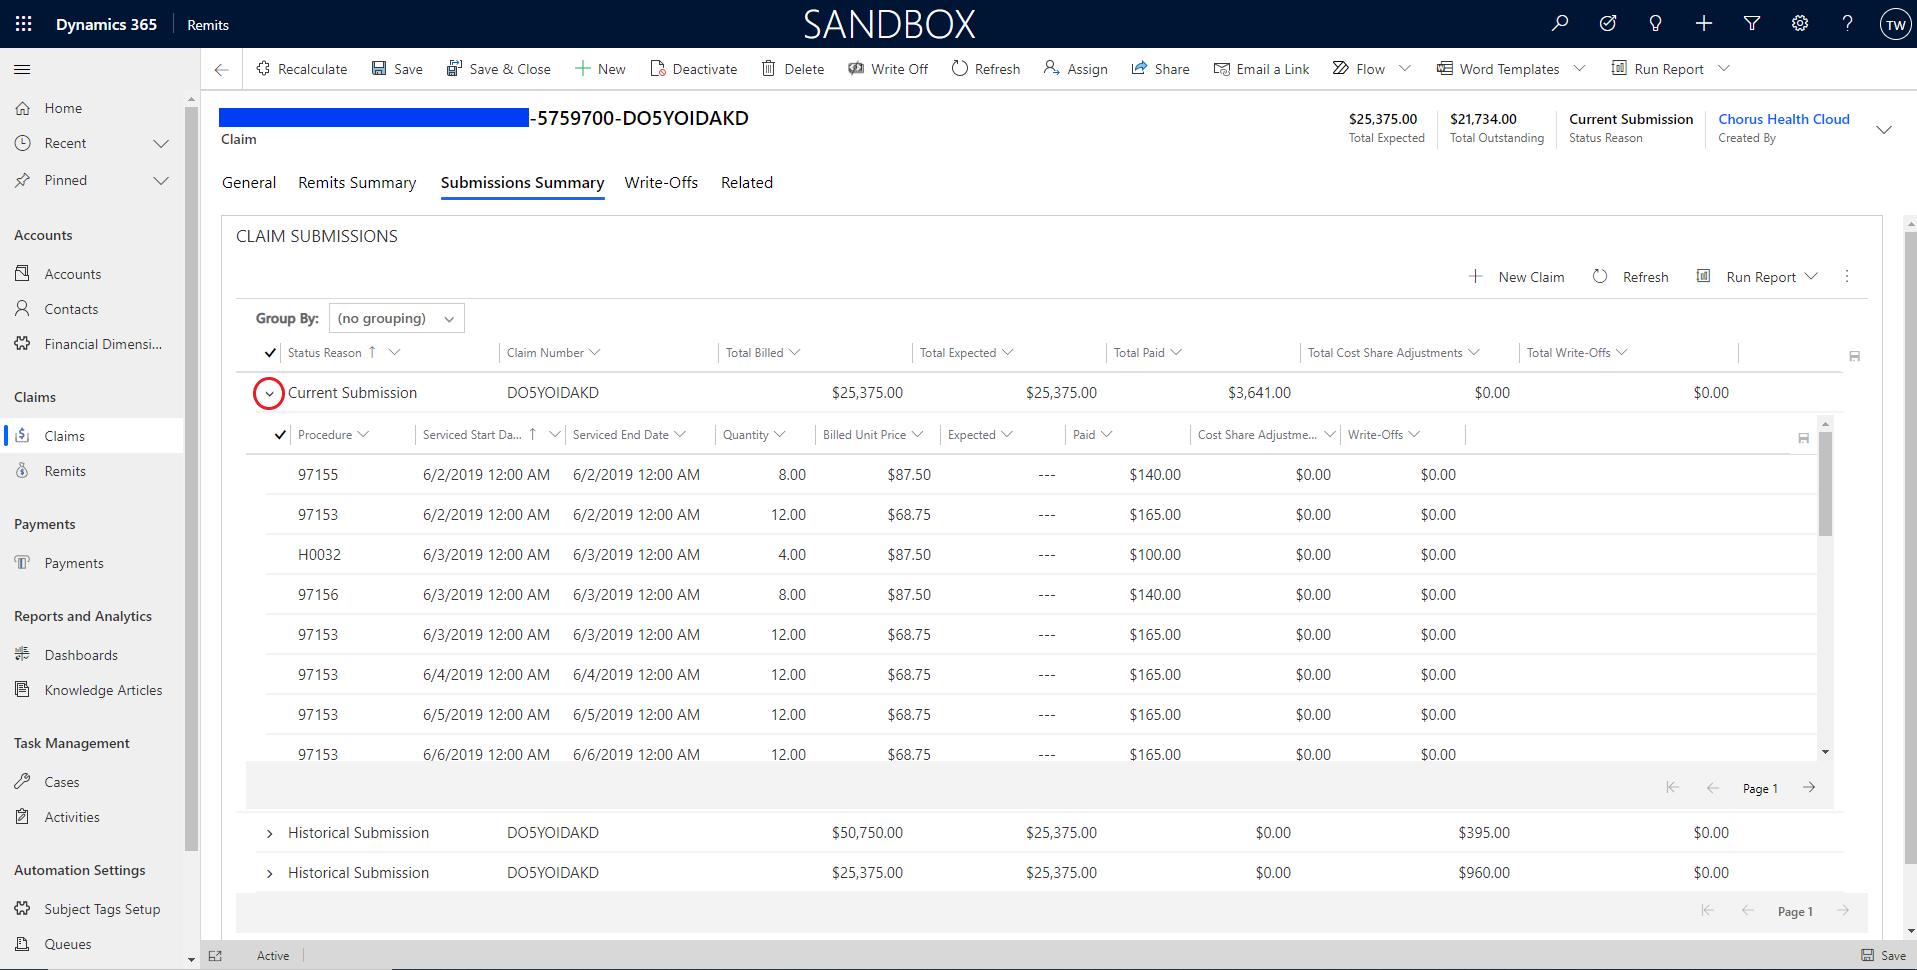 Dynamics 365 Remits SANDBOX TW
Recalculate Save Save & Close New Deactivate Delete Write Off Refresh Assign Share Email a Link Flow Word Templates Run Report
Home
Recent
Pinned
Accounts
Accounts
Contacts
Financial Dimensi...
Claims
Claims
Remits
Payments
Payments
Reports and Analytics
Dashboards
Knowledge Articles
Task Management
Cases
Activities
Automation Settings
Subject Tags Setup
Queues
-5759700-DO5YOIDAKD
Claim
$25,375.00 $21,734.00 Current Submission Chorus Health Cloud
Total Expected Total Outstanding Status Reason Created By
General Remits Summary Submissions Summary Write-Offs Related
CLAIM SUBMISSIONS
New Claim Refresh Run Report
Group By: (no grouping)
Status Reason Claim Number Total Billed Total Expected Total Paid Total Cost Share Adjustments Total Write-Offs
Current Submission DO5YOIDAKD $25,375.00 $25,375.00 $3,641.00 $0.00 $0.00
Procedure Serviced Start Da... Serviced End Date Quantity Billed Unit Price Expected Paid Cost Share Adjustme... Write-Offs
97155 6/2/2019 12:00 AM 6/2/2019 12:00 AM 8.00 $87.50 --- $140.00 $0.00 $0.00
97153 6/2/2019 12:00 AM 6/2/2019 12:00 AM 12.00 $68.75 --- $165.00 $0.00 $0.00
H0032 6/3/2019 12:00 AM 6/3/2019 12:00 AM 4.00 $87.50 --- $100.00 $0.00 $0.00
97156 6/3/2019 12:00 AM 6/3/2019 12:00 AM 8.00 $87.50 --- $140.00 $0.00 $0.00
97153 6/3/2019 12:00 AM 6/3/2019 12:00 AM 12.00 $68.75 --- $165.00 $0.00 $0.00
97153 6/4/2019 12:00 AM 6/4/2019 12:00 AM 12.00 $68.75 --- $165.00 $0.00 $0.00
97153 6/5/2019 12:00 AM 6/5/2019 12:00 AM 12.00 $68.75 --- $165.00 $0.00 $0.00
97153 6/6/2019 12:00 AM 6/6/2019 12:00 AM 12.00 $68.75 --- $165.00 $0.00 $0.00
Page 1
Historical Submission DO5YOIDAKD $50,750.00 $25,375.00 $0.00 $395.00 $0.00
Historical Submission DO5YOIDAKD $25,375.00 $25,375.00 $0.00 $960.00 $0.00
Page 1
Active Save